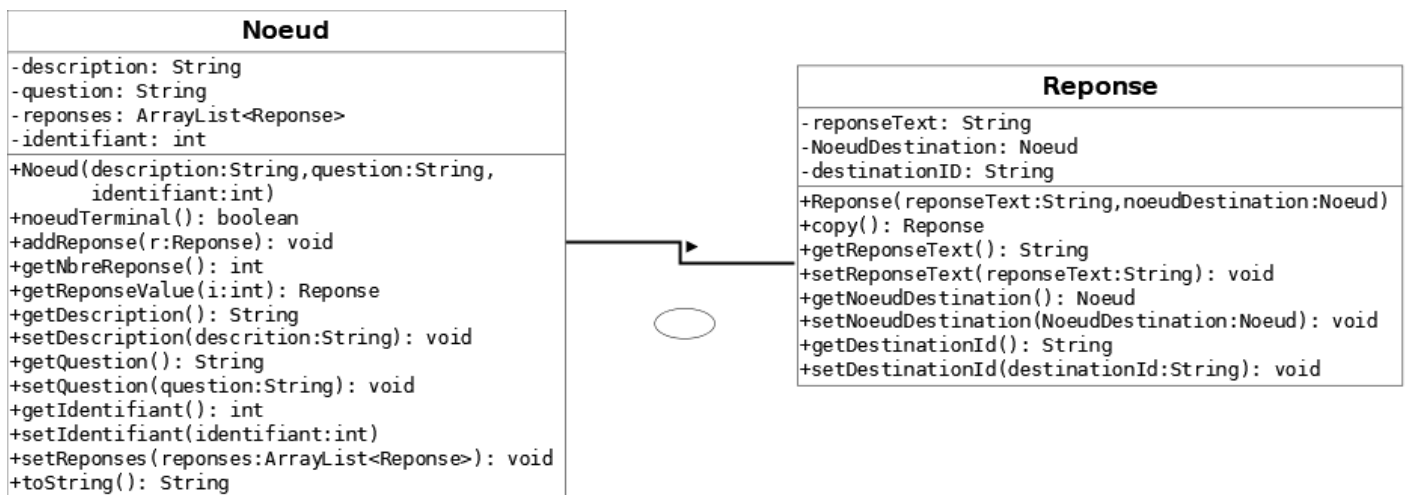 Noeud
-description: String
-question: String
-reponses: ArrayList<Reponse>
-identifiant: int
+Noeud(description:String,question:String,
identifiant:int)
+noeudTerminal(): boolean
+addReponse(r:Reponse): void
+getNbreReponse(): int
+getReponseValue(i:int): Reponse
+getDescription(): String
+setDescription(descrition:String): void
+getQuestion(): String
+setQuestion(question:String): void
+getIdentifiant(): int
+setIdentifiant(identifiant:int)
+setReponses(reponses:ArrayList<Reponse>): void
+toString(): String
Reponse
-reponseText: String
-NoeudDestination: Noeud
-destinationID: String
+Reponse(reponseText:String,noeudDestination:Noeud)
+copy(): Reponse
+getReponseText(): String
+setReponseText(reponseText:String): void
+getNoeudDestination(): Noeud
+setNoeudDestination(NoeudDestination:Noeud): void
+getDestinationId(): String
+setDestinationId(destinationId:String): void